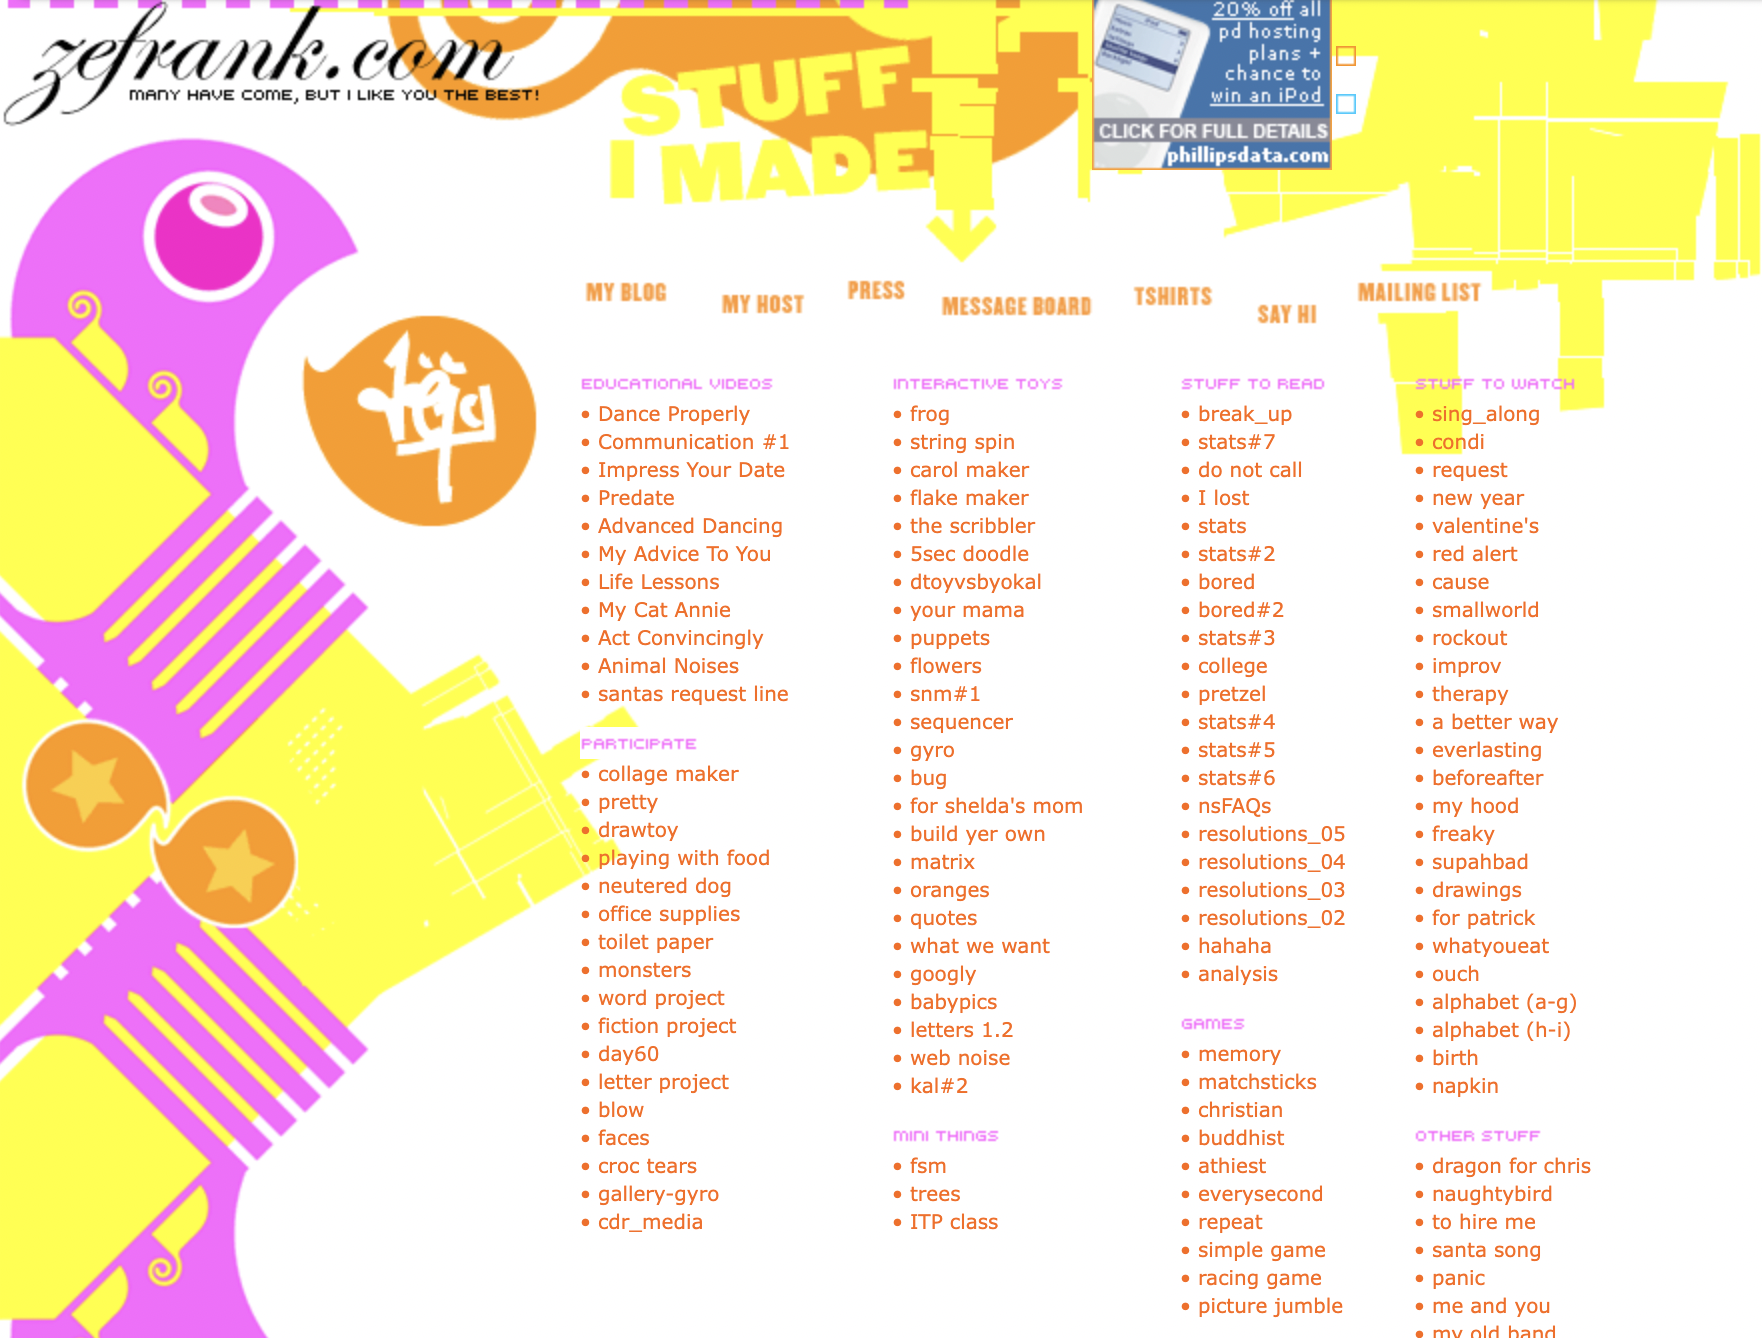 zefrank.com
MANY HAVE COME, BUT I LIKE YOU THE BEST!
STUFF
I MADE
20% off all
pd hosting
plans +
chance to
win an iPod
CLICK FOR FULL DETAILS
phillipsdata.com
MY BLOG
MY HOST
PRESS
MESSAGE BOARD
TSHIRTS
SAY HI
MAILING LIST
EDUCATIONAL VIDEOS
• Dance Properly
• Communication #1
• Impress Your Date
• Predate
• Advanced Dancing
• My Advice To You
• Life Lessons
• My Cat Annie
• Act Convincingly
• Animal Noises
• santas request line
PARTICIPATE
• collage maker
• pretty
• drawtoy
• playing with food
• neutered dog
• office supplies
• toilet paper
• monsters
• word project
• fiction project
• day60
• letter project
• blow
• faces
• croc tears
• gallery-gyro
• cdr_media
INTERACTIVE TOYS
• frog
• string spin
• carol maker
• flake maker
• the scribbler
• 5sec doodle
• dtoyvsbyokal
• your mama
• puppets
• flowers
• snm#1
• sequencer
• gyro
• bug
• for shelda's mom
• build yer own
• matrix
• oranges
• quotes
• what we want
• googly
• babypics
• letters 1.2
• web noise
• kal#2
MINI THINGS
• fsm
• trees
• ITP class
STUFF TO READ
• break_up
• stats#7
• do not call
• I lost
• stats
• stats#2
• bored
• bored#2
• stats#3
• college
• pretzel
• stats#4
• stats#5
• stats#6
• nsFAQs
• resolutions_05
• resolutions_04
• resolutions_03
• resolutions_02
• hahaha
• analysis
GAMES
• memory
• matchsticks
• christian
• buddhist
• athiest
• everysecond
• repeat
• simple game
• racing game
• picture jumble
STUFF TO WATCH
• sing_along
• condi
• request
• new year
• valentine's
• red alert
• cause
• smallworld
• rockout
• improv
• therapy
• a better way
• everlasting
• beforeafter
• my hood
• freaky
• supahbad
• drawings
• for patrick
• whatyoueat
• ouch
• alphabet (a-g)
• alphabet (h-i)
• birth
• napkin
OTHER STUFF
• dragon for chris
• naughtybird
• to hire me
• santa song
• panic
• me and you
• my old band